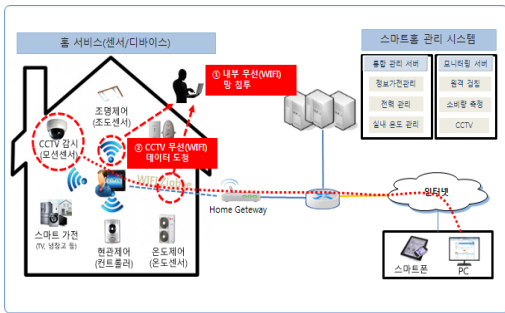 홈 서비스(센서/디바이스)
스마트홈 관리 시스템
① 내부 무선(WIFI)
망 침투
조명제어
(초도센서)
CCTV 감시
(모션센서)
② CCTV 무선(WIFI)
데이터 도청
스마트 가전
(TV, 냉장고 등)
현관제어
(컨트롤러)
온도제어
(온도센서)
Home Geteway
통합 관리 서버
정보가전관리
전력 관리
실내 온도 관리
모니터링 서버
원격 검침
소비량 측정
CCTV
인터넷
스마트폰
PC